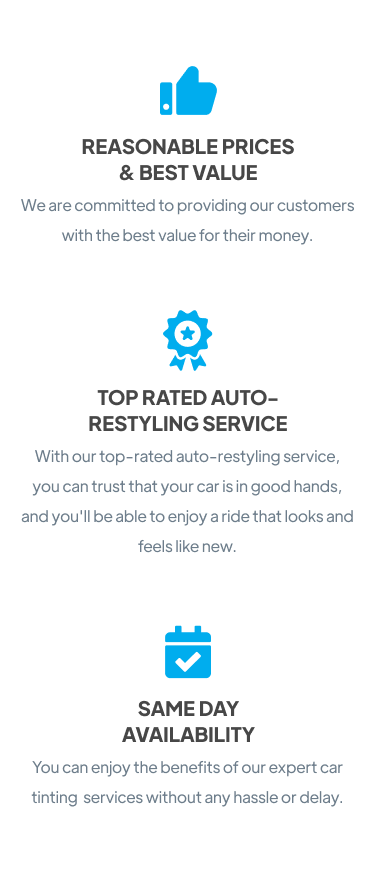 REASONABLE PRICES
& BEST VALUE
We are committed to providing our customers
with the best value for their money.
TOP RATED AUTO-
RESTYLING SERVICE
With our top-rated auto-restyling service,
you can trust that your car is in good hands,
and you'll be able to enjoy a ride that looks and
feels like new.
SAME DAY
AVAILABILITY
You can enjoy the benefits of our expert car
tinting  services without any hassle or delay.